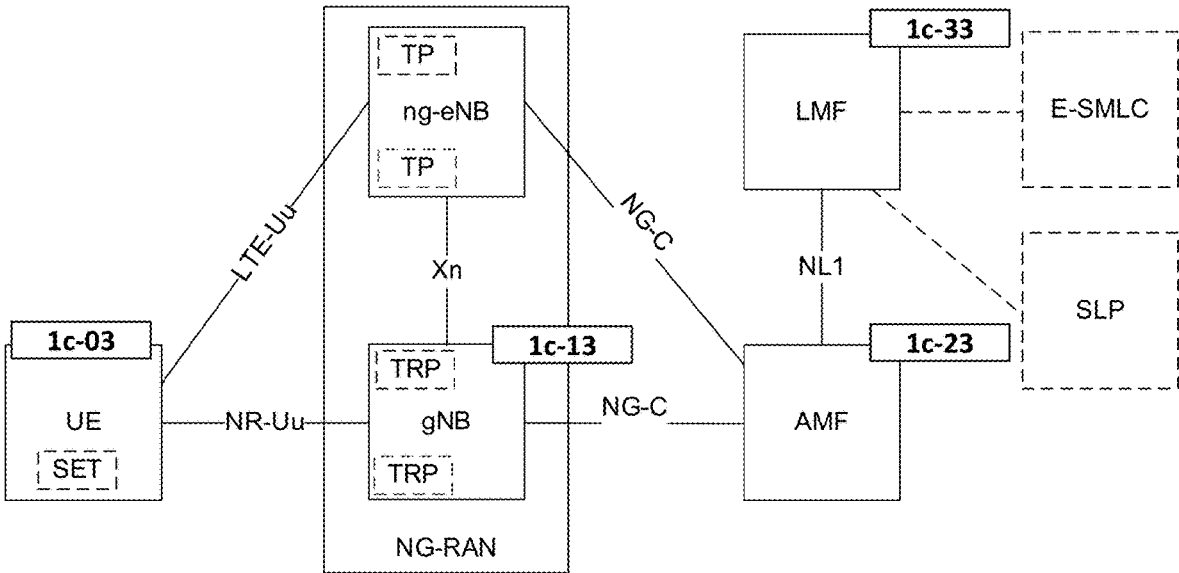 1c-33
TP
ng-eNB
TP
LMF
E-SMLC
LTE-Uu
NG-C
Xn
NL1
SLP
1c-03
1c-13
1c-23
UE
SET
NR-Uu
TRP
gNB
TRP
NG-C
AMF
NG-RAN